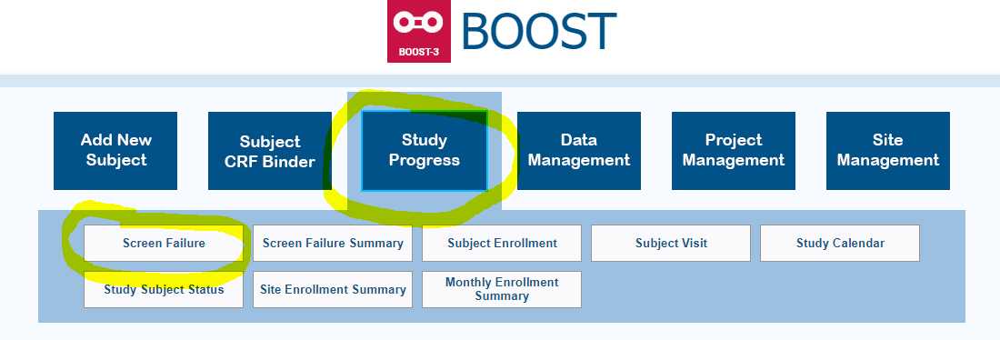 BOOST-3
BOOST
Add New
Subject
Subject
CRF Binder
Study
Progress
Data
Management
Project
Management
Site
Management
Screen Failure
Screen Failure Summary
Subject Enrollment
Subject Visit
Study Calendar
Study Subject Status
Site Enrollment Summary
Monthly Enrollment
Summary